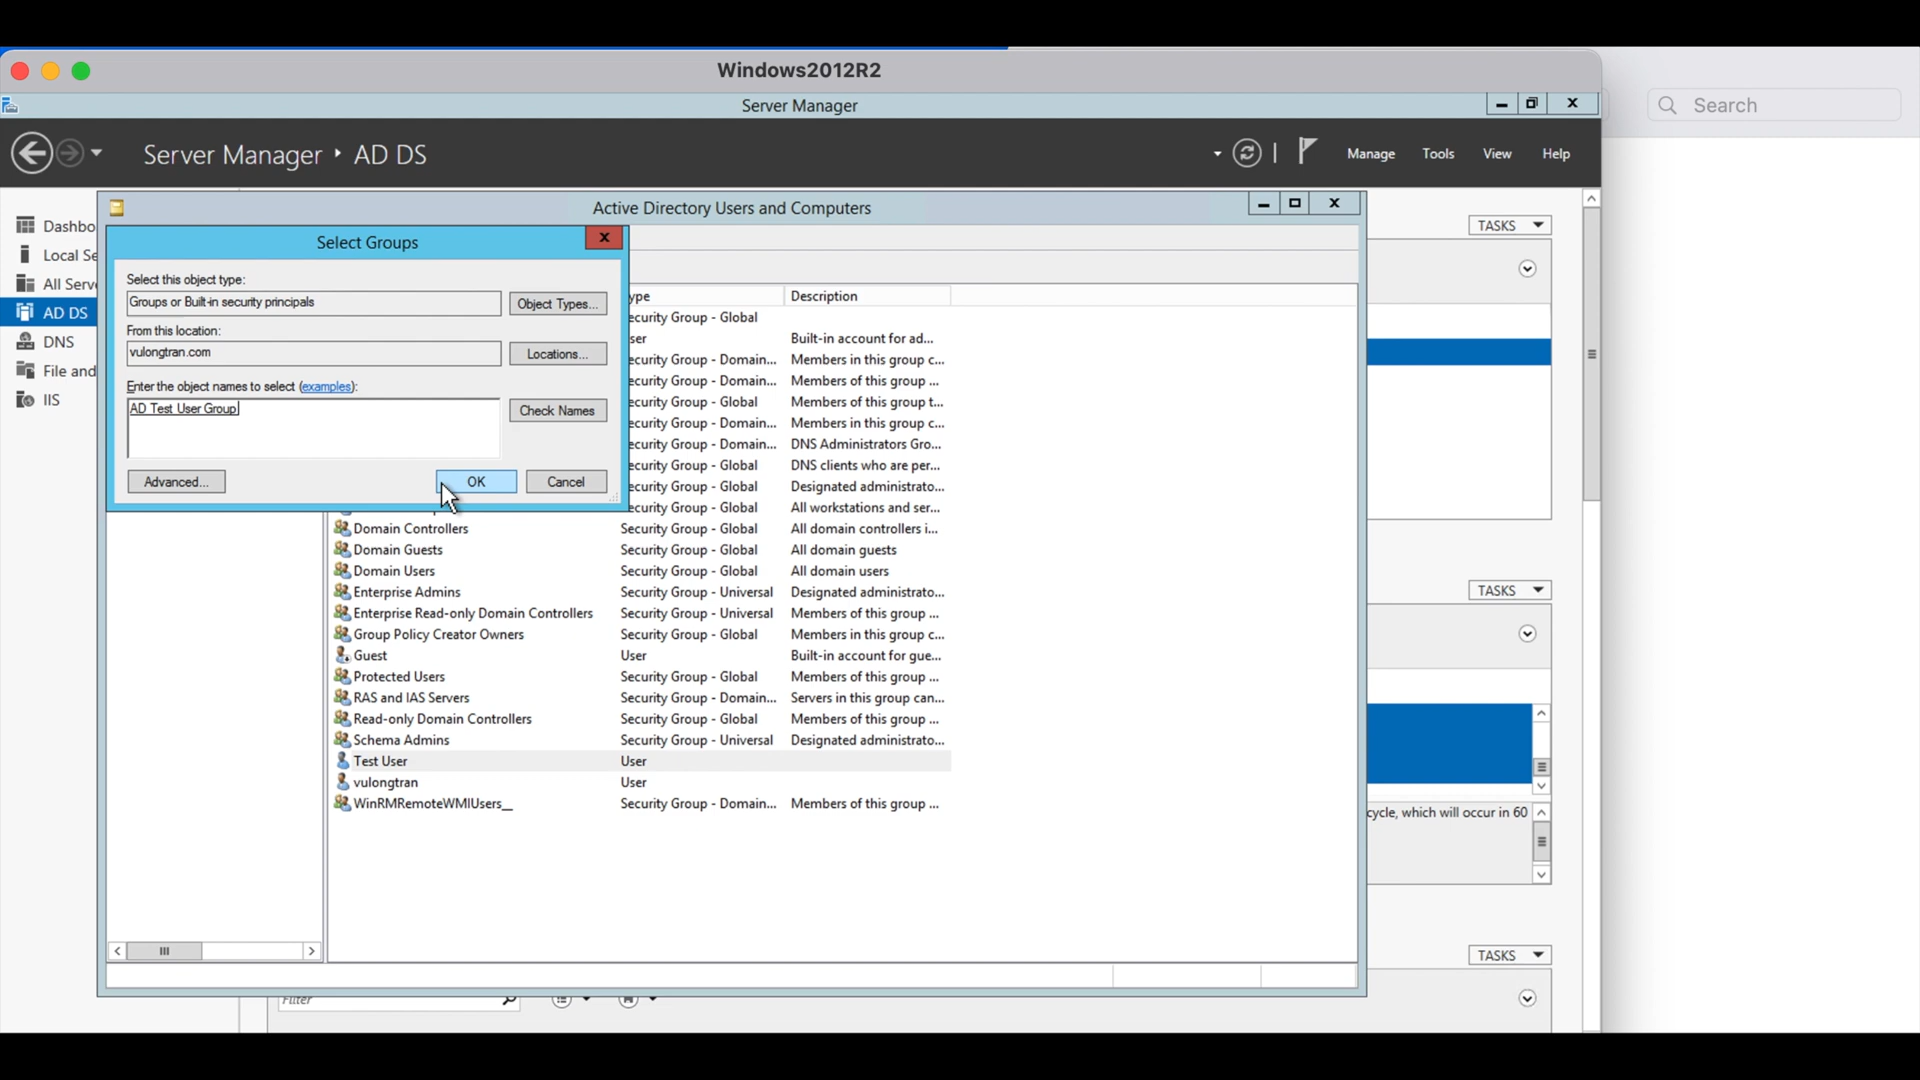 Windows2012R2
Server Manager
Search
Server Manager ‣ AD DS
Manage Tools View Help
Dashbo
Local Se
All Serve
AD DS
DNS
File and
IIS
Active Directory Users and Computers
Select Groups
Select this object type:
Groups or Built-in security principals
Object Types...
From this location:
vulongtran.com
Locations...
Enter the object names to select (examples):
AD Test User Group
Check Names
Advanced...
OK
Cancel
ype Description
ecurity Group - Global
ser Built-in account for ad...
ecurity Group - Domain... Members in this group c...
ecurity Group - Domain... Members of this group ...
ecurity Group - Global Members of this group t...
ecurity Group - Domain... Members in this group c...
ecurity Group - Domain... DNS Administrators Gro...
ecurity Group - Global DNS clients who are per...
ecurity Group - Global Designated administrato...
ecurity Group - Global All workstations and ser...
Domain Controllers Security Group - Global All domain controllers i...
Domain Guests Security Group - Global All domain guests
Domain Users Security Group - Global All domain users
Enterprise Admins Security Group - Universal Designated administrato...
Enterprise Read-only Domain Controllers Security Group - Universal Members of this group ...
Group Policy Creator Owners Security Group - Global Members in this group c...
Guest User Built-in account for gue...
Protected Users Security Group - Global Members of this group ...
RAS and IAS Servers Security Group - Domain... Servers in this group can...
Read-only Domain Controllers Security Group - Global Members of this group ...
Schema Admins Security Group - Universal Designated administrato...
Test User User
vulongtran User
WinRMRemoteWMIUsers__ Security Group - Domain... Members of this group ...
TASKS
TASKS
cycle, which will occur in 60
TASKS
Filter